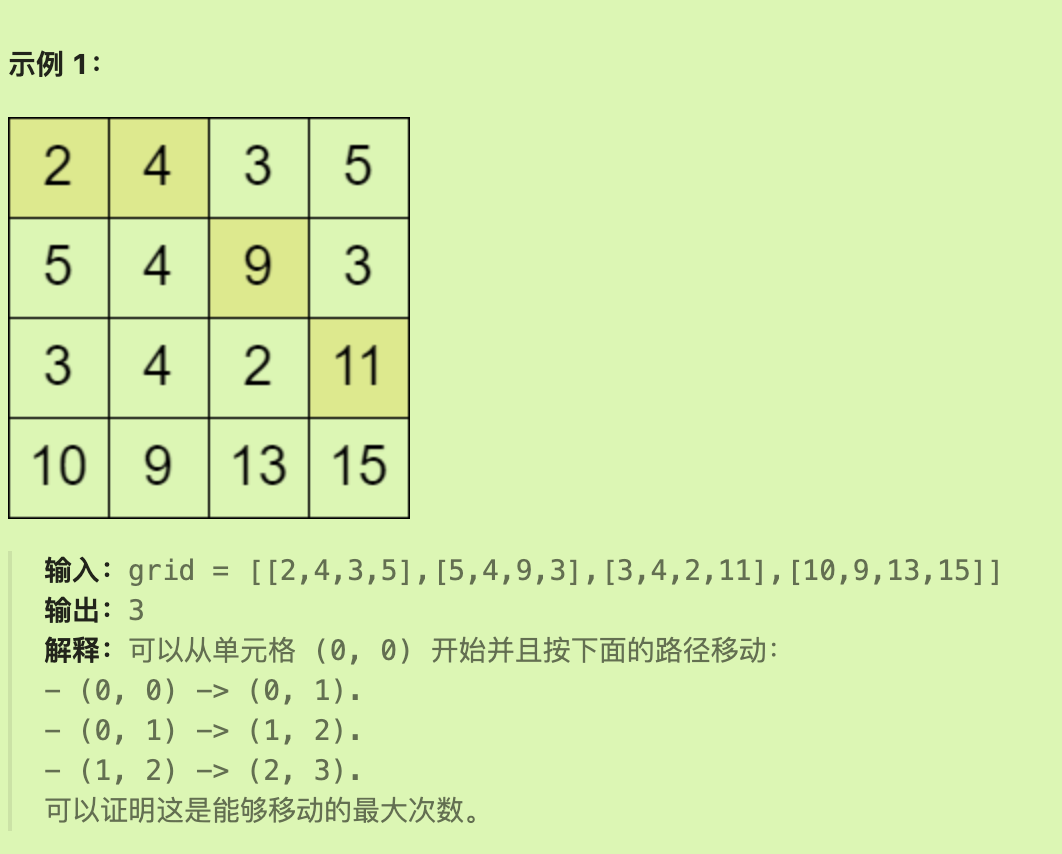 示例 1：
2 4 3 5
5 4 9 3
3 4 2 11
10 9 13 15
输入：grid = [[2,4,3,5],[5,4,9,3],[3,4,2,11],[10,9,13,15]]
输出：3
解释：可以从单元格 (0, 0) 开始并且按下面的路径移动：
- (0, 0) -> (0, 1).
- (0, 1) -> (1, 2).
- (1, 2) -> (2, 3).
可以证明这是能够移动的最大次数。